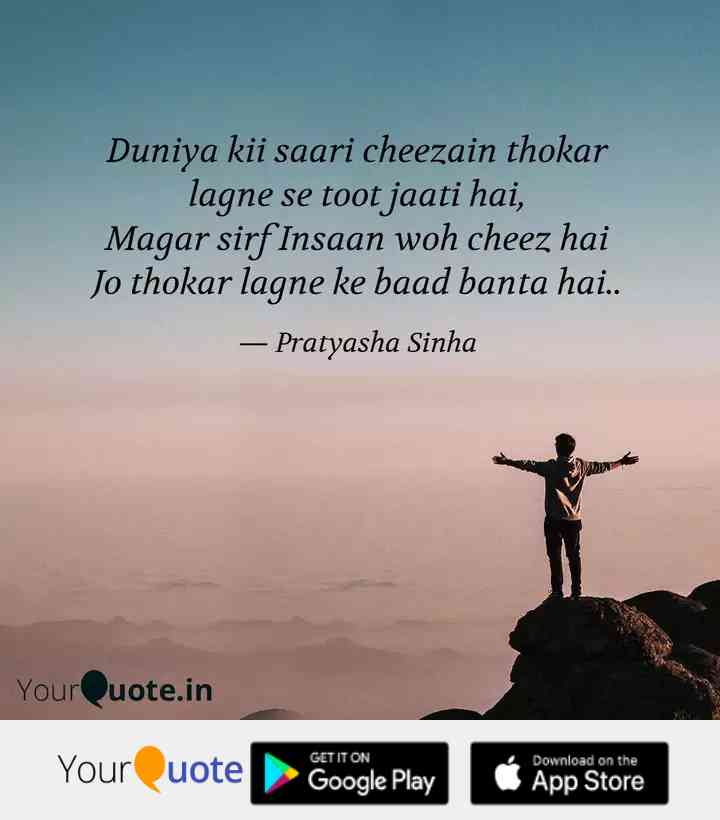 Duniya kii saari cheezain thokar
lagne se toot jaati hai,
Magar sirf Insaan woh cheez hai
Jo thokar lagne ke baad banta hai..
— Pratyasha Sinha
YourQuote.in
YourQuote
GET IT ON
Google Play
Download on the
App Store